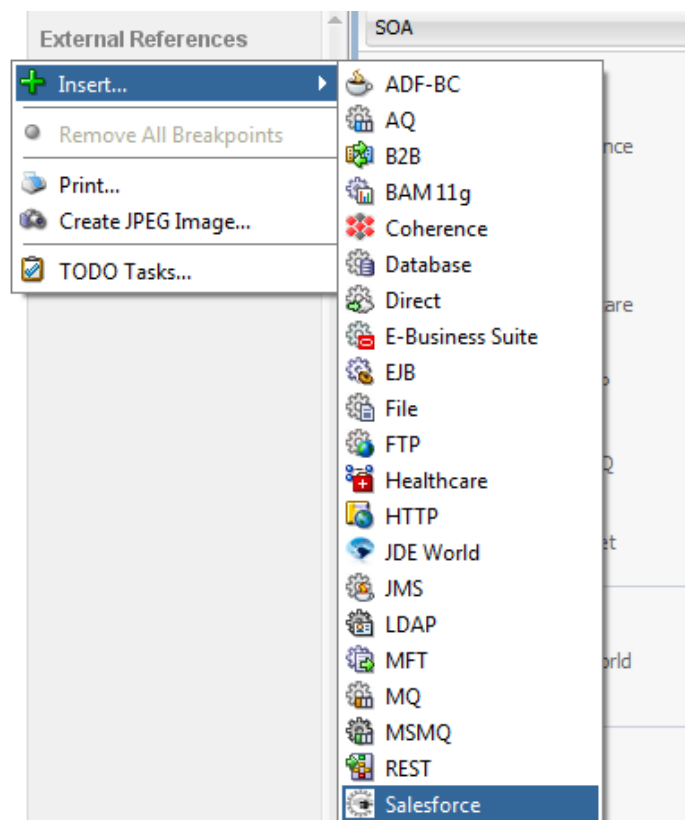 External References
SOA
Insert...
Remove All Breakpoints
Print...
Create JPEG Image...
TODO Tasks...
ADF-BC
AQ
B2B
BAM 11g
Coherence
Database
Direct
E-Business Suite
EJB
File
FTP
Healthcare
HTTP
JDE World
JMS
LDAP
MFT
MQ
MSMQ
REST
Salesforce